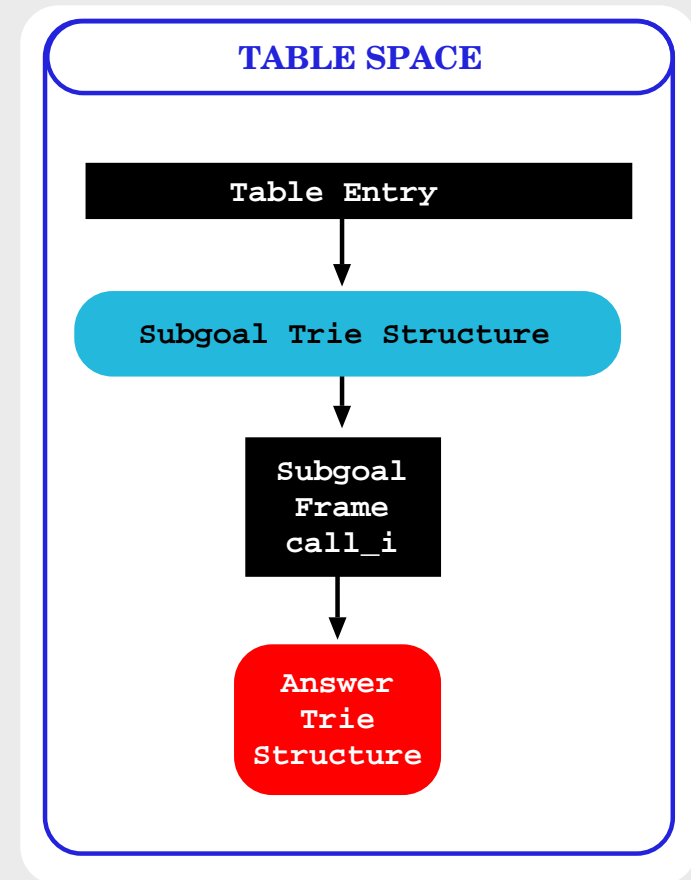 TABLE SPACE
Table Entry
Subgoal Trie Structure
Subgoal
Frame
call_i
Answer
Trie
Structure